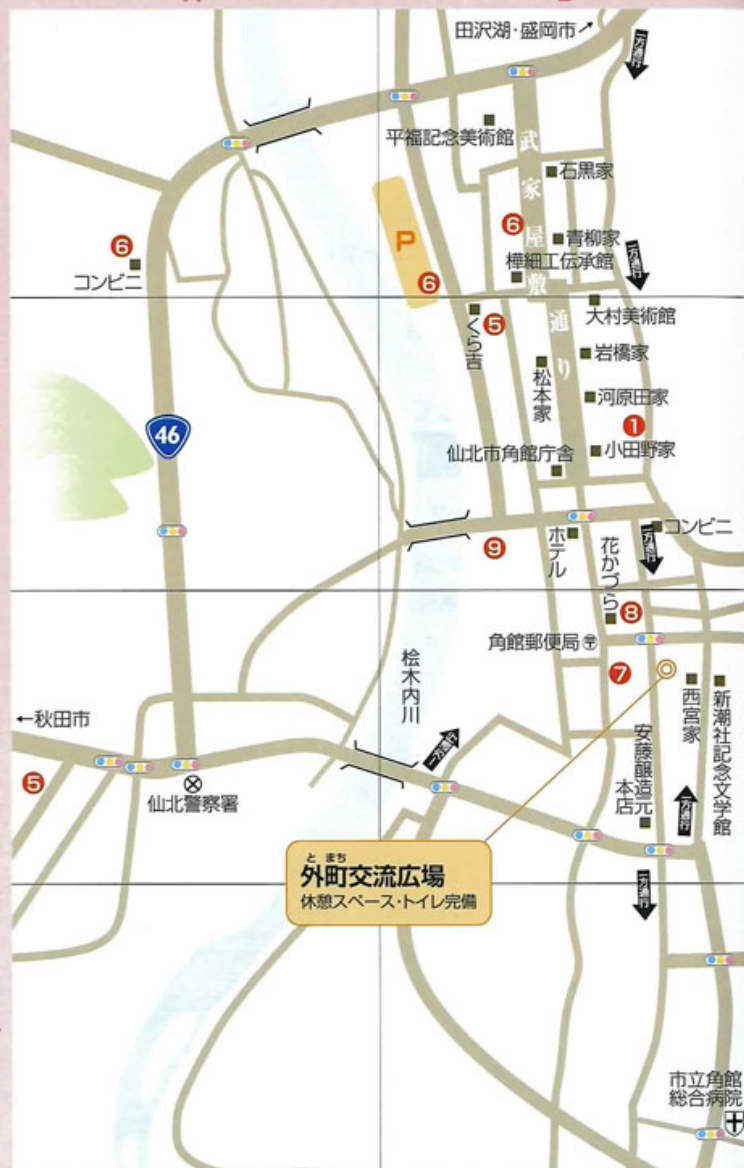 田沢湖・盛岡市↗
一方通行
平福記念美術館
武家屋敷通り
石黒家
6
青柳家
P
6
コンビニ
樺細工伝承館
6
一方通行
大村美術館
くら吉
5
岩橋家
松本家
河原田家
46
1
仙北市角館庁舎
小田野家
コンビニ
一方通行
9
ホテル
花かづら
8
角館郵便局〒
桧木内川
7
西宮家
新潮社記念文学館
←秋田市
一方通行
安藤醸造元
本店
5
仙北警察署
一方通行
とまち
外町交流広場
休憩スペース・トイレ完備
一方通行
市立角館
総合病院